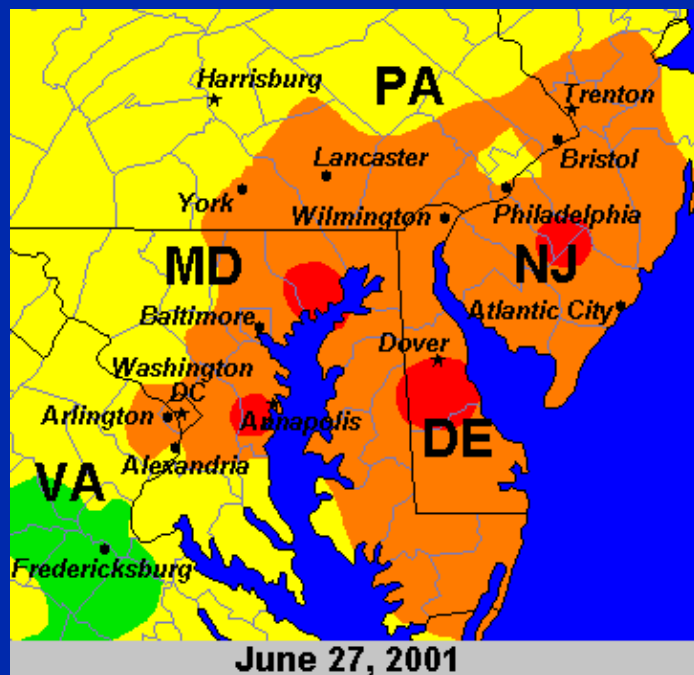 Harrisburg
PA
Trenton
Lancaster
Bristol
York
Wilmington
Philadelphia
MD
NJ
Baltimore
Atlantic City
Dover
Washington
DC
Arlington
Annapolis
DE
Alexandria
VA
Fredericksburg
June 27, 2001